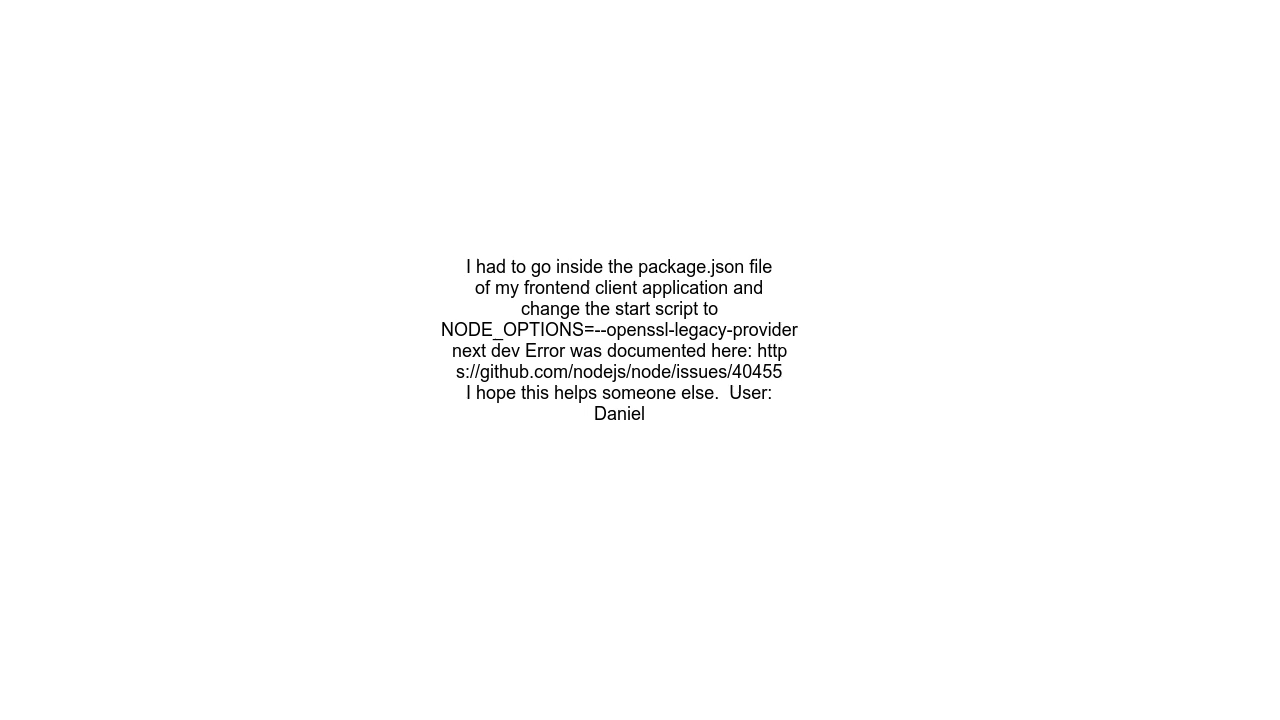 I had to go inside the package.json file
of my frontend client application and
change the start script to
NODE_OPTIONS=--openssl-legacy-provider
next dev Error was documented here: http
s://github.com/nodejs/node/issues/40455
I hope this helps someone else.  User:
Daniel